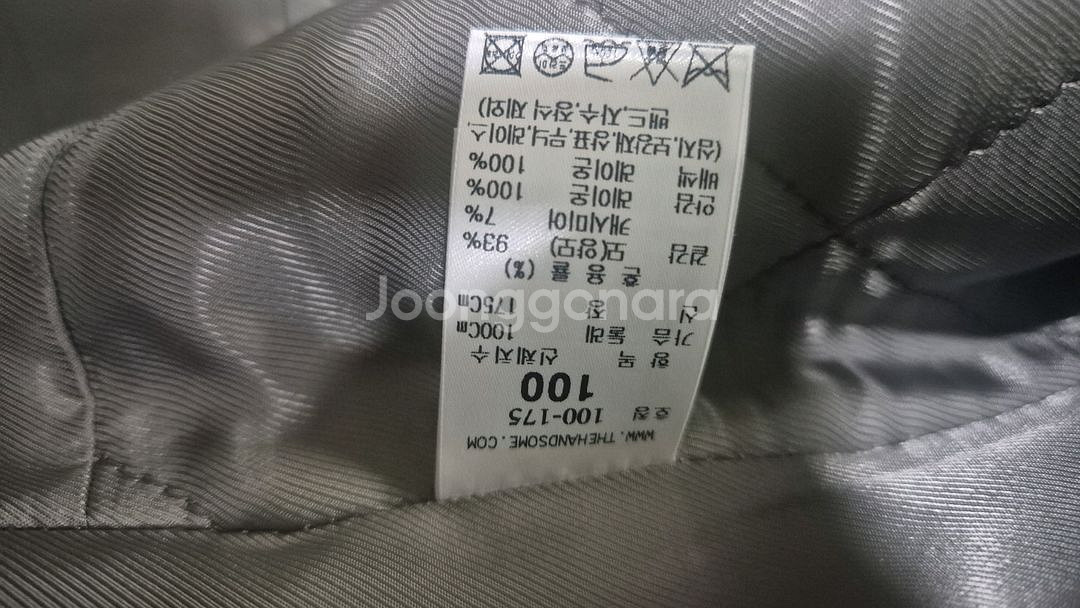 WWW.THEHANDSOME.COM
호칭 100-175
100
항 목 신체치수
가슴 둘레 100Cm
신 장 175Cm
혼 용 률 (%)
겉감 모(양모) 93%
캐시미어 7%
안감 레이온 100%
배색 레이온 100%
(심지,보강재,상표,무늬,레이스,
밴드,자수,장식 제외)
Joonggonara